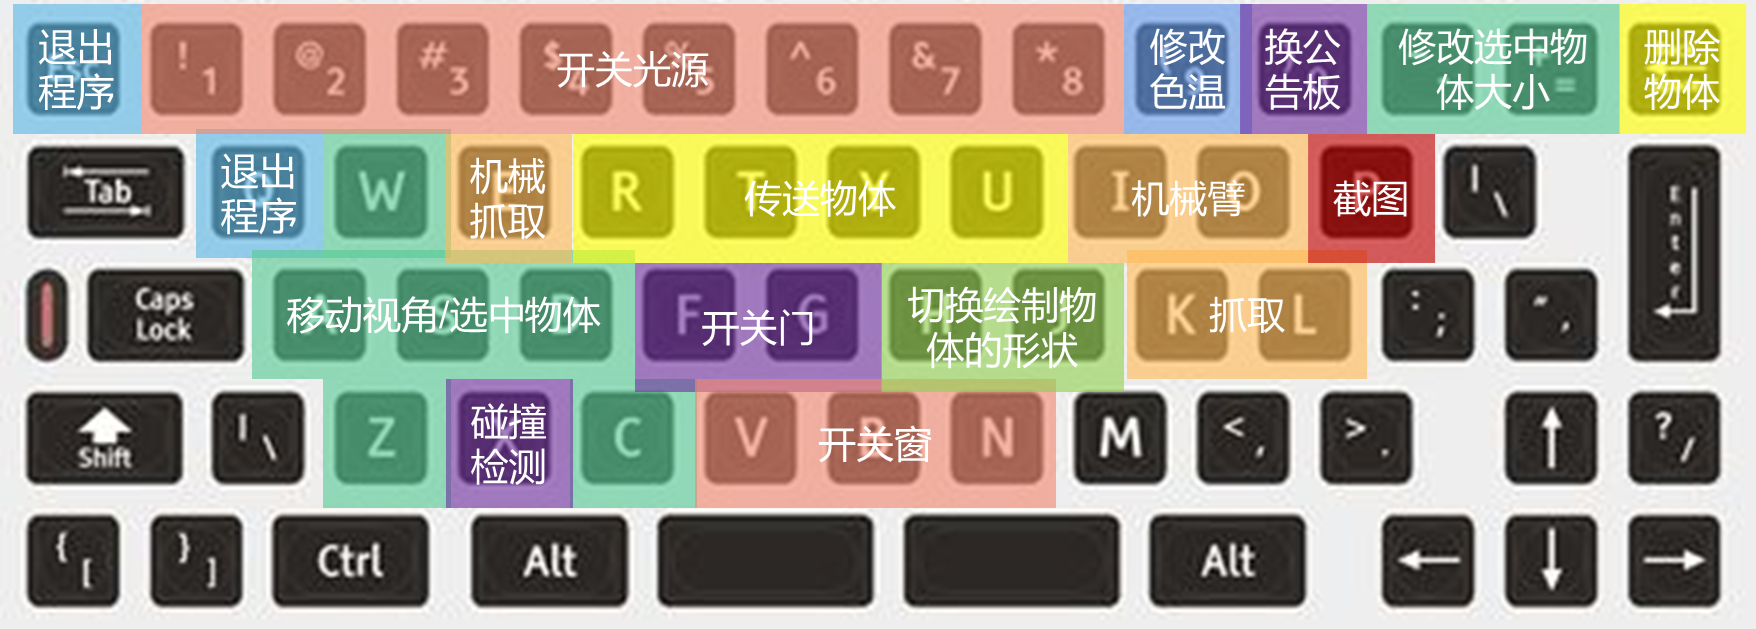 退出
程序
! 1
@ 2
# 3
$ 4
% 5
^ 6
& 7
* 8
开关光源
修改
色温
换公
告板
修改选中物
体大小
=
删除
物体
Tab
退出
程序
W
机械
抓取
R
T
Y
U
传送物体
I
O
机械臂
P
截图
| \
Enter
Caps
Lock
A
D
移动视角/选中物体
F
G
开关门
切换绘制物
体的形状
K
抓取
L
: ;
" ,
Shift
| \
Z
碰撞
检测
C
V
B
N
开关窗
M
< ,
> .
↑
? /
{ [
} ]
Ctrl
Alt
Alt
←
↓
→